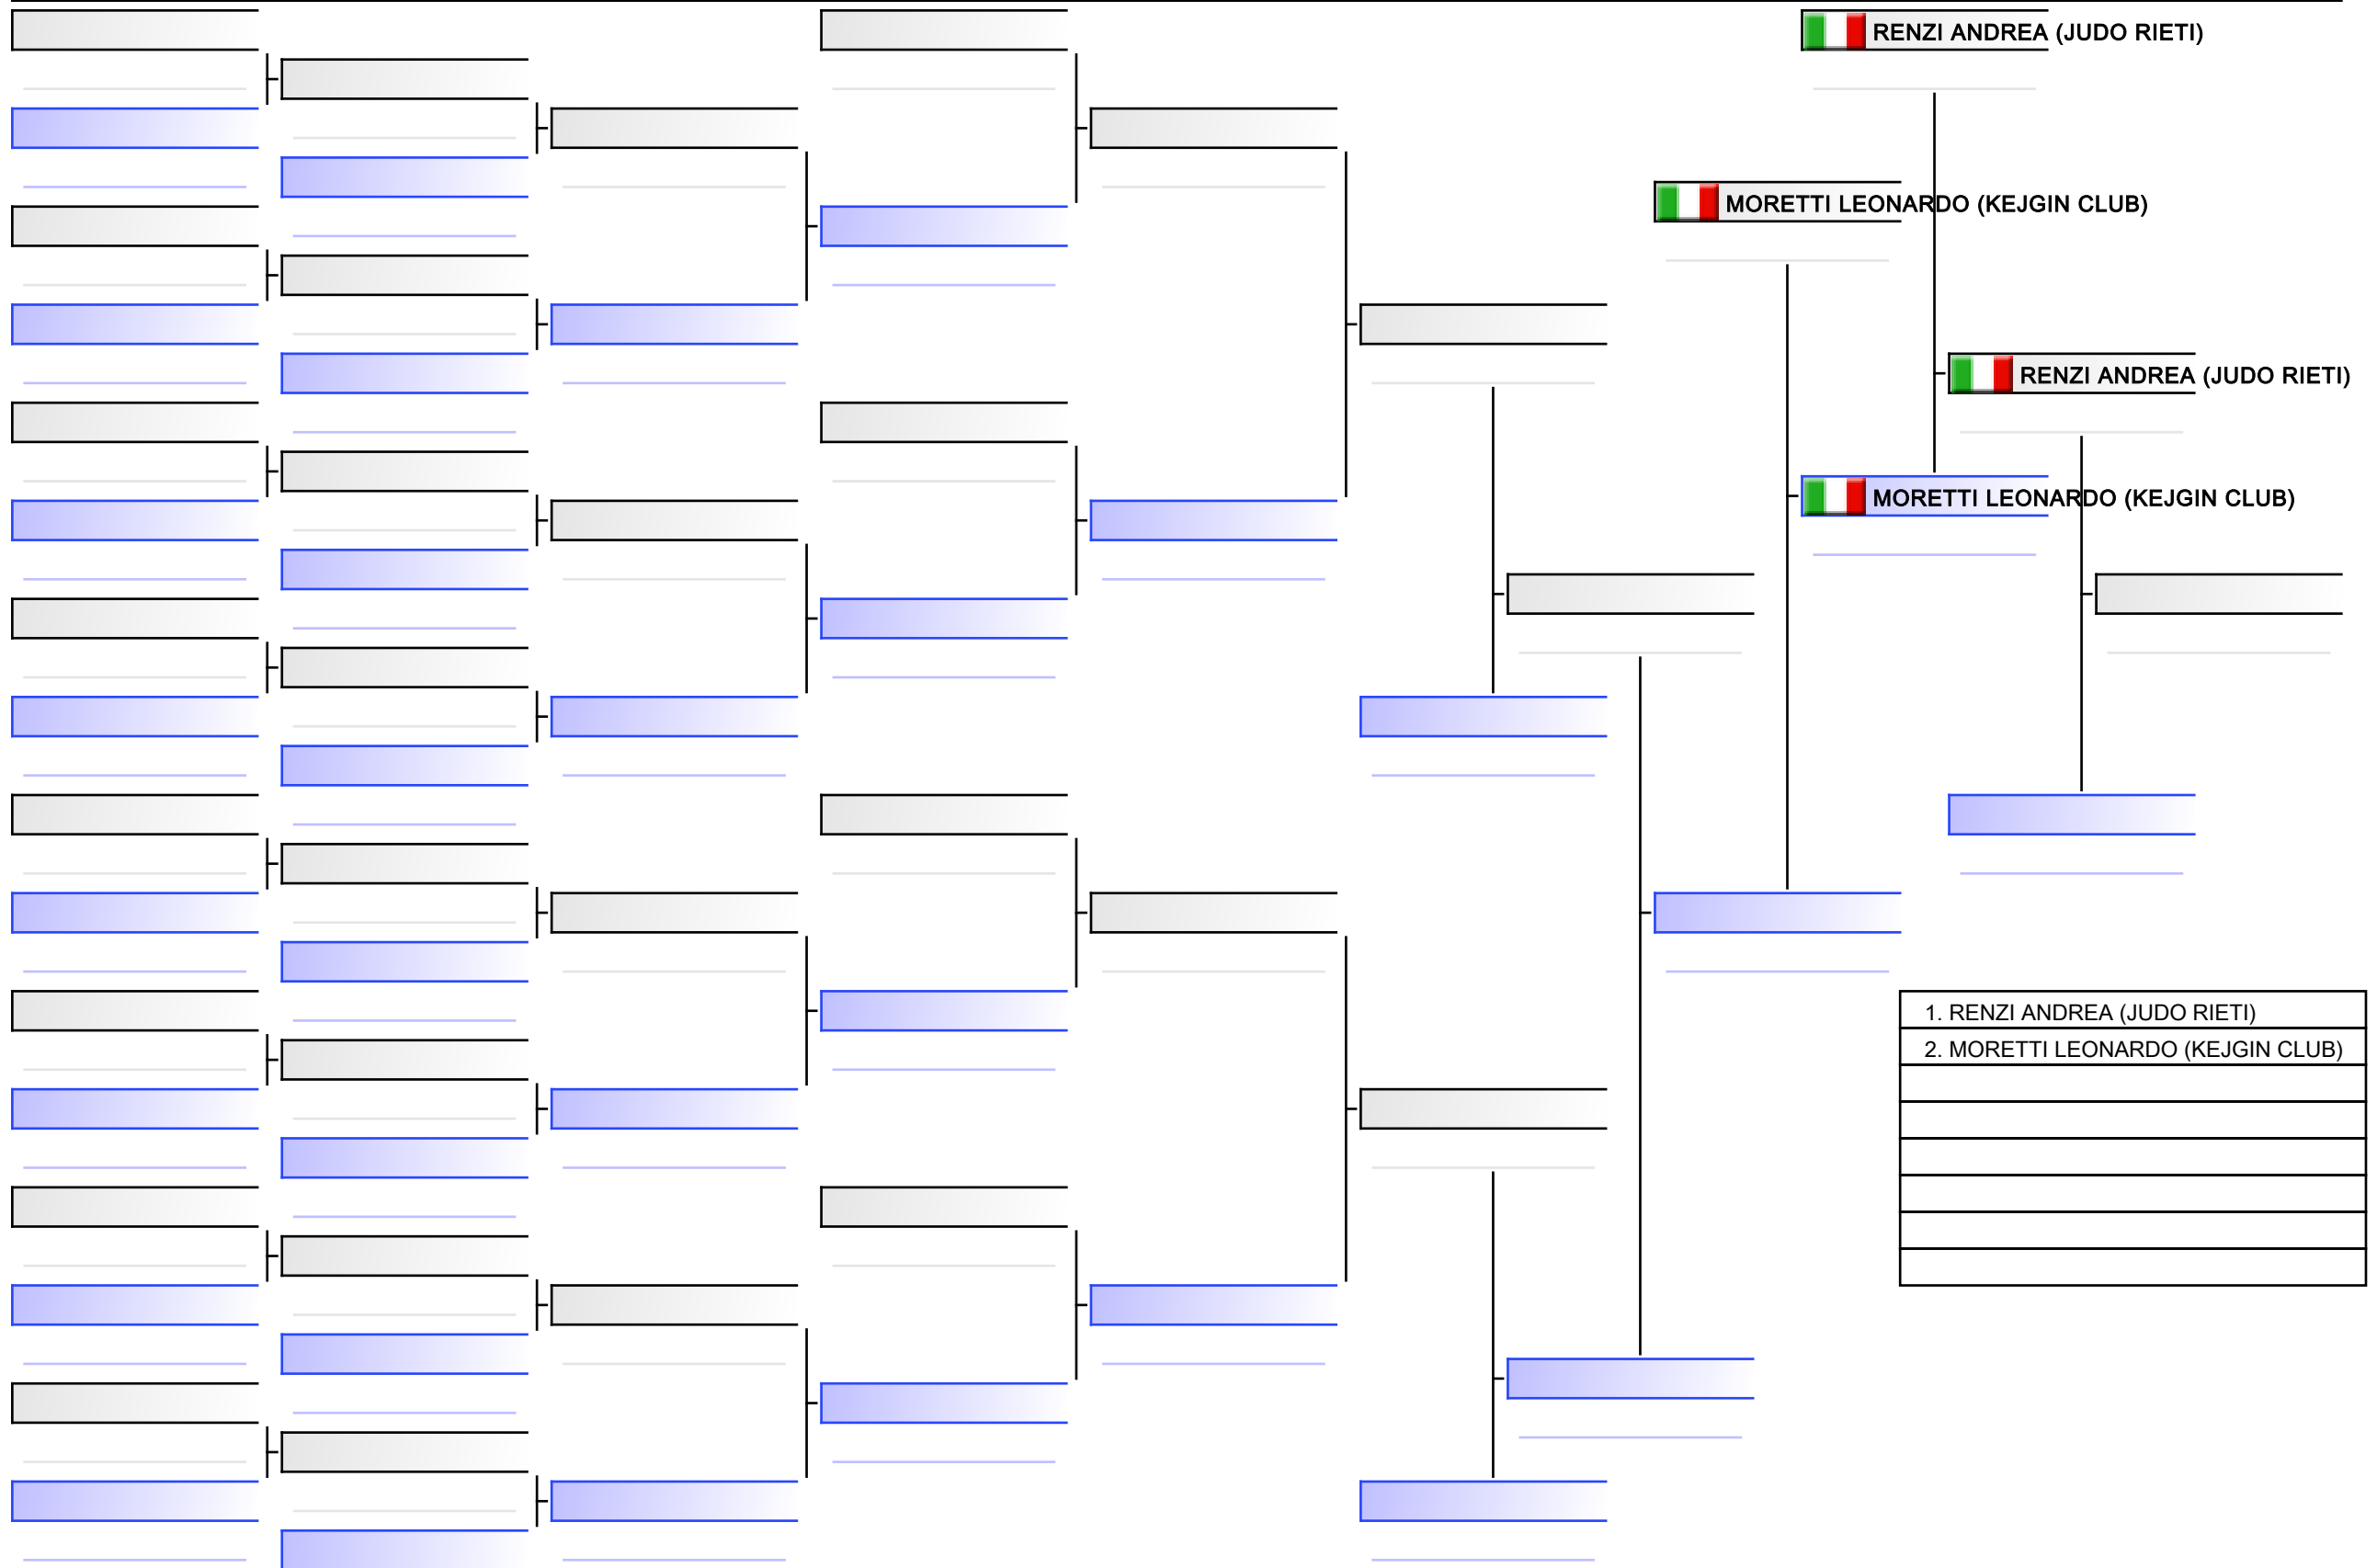 RENZI ANDREA (JUDO RIETI)
MORETTI LEONARDO (KEJGIN CLUB)
RENZI ANDREA (JUDO RIETI)
MORETTI LEONARDO (KEJGIN CLUB)
1. RENZI ANDREA (JUDO RIETI)
2. MORETTI LEONARDO (KEJGIN CLUB)